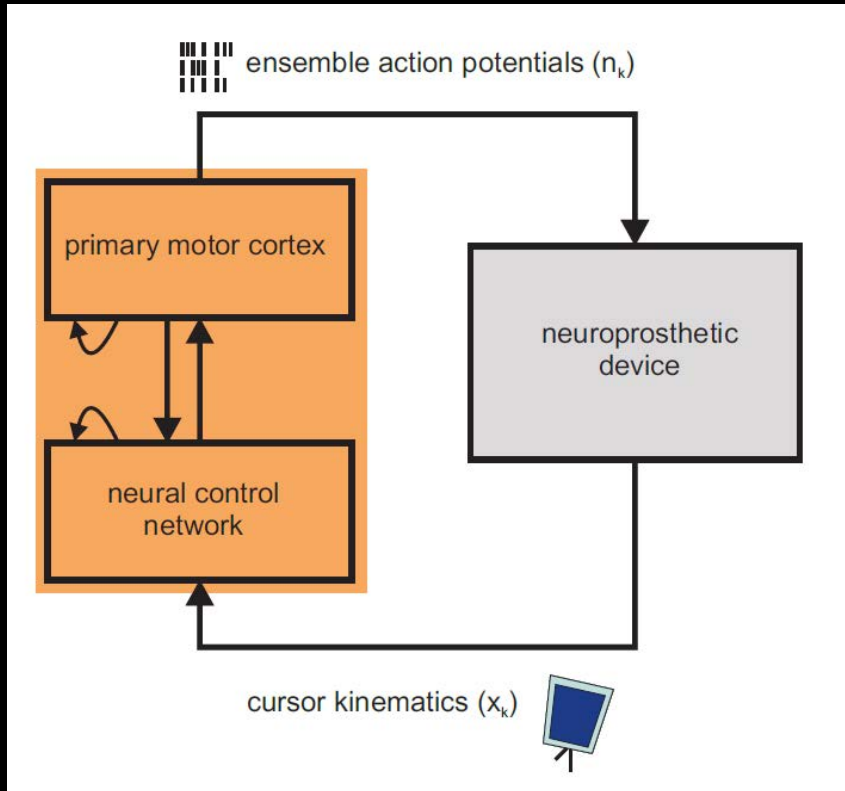 ensemble action potentials (nₖ)
primary motor cortex
neuroprosthetic
device
neural control
network
cursor kinematics (xₖ)